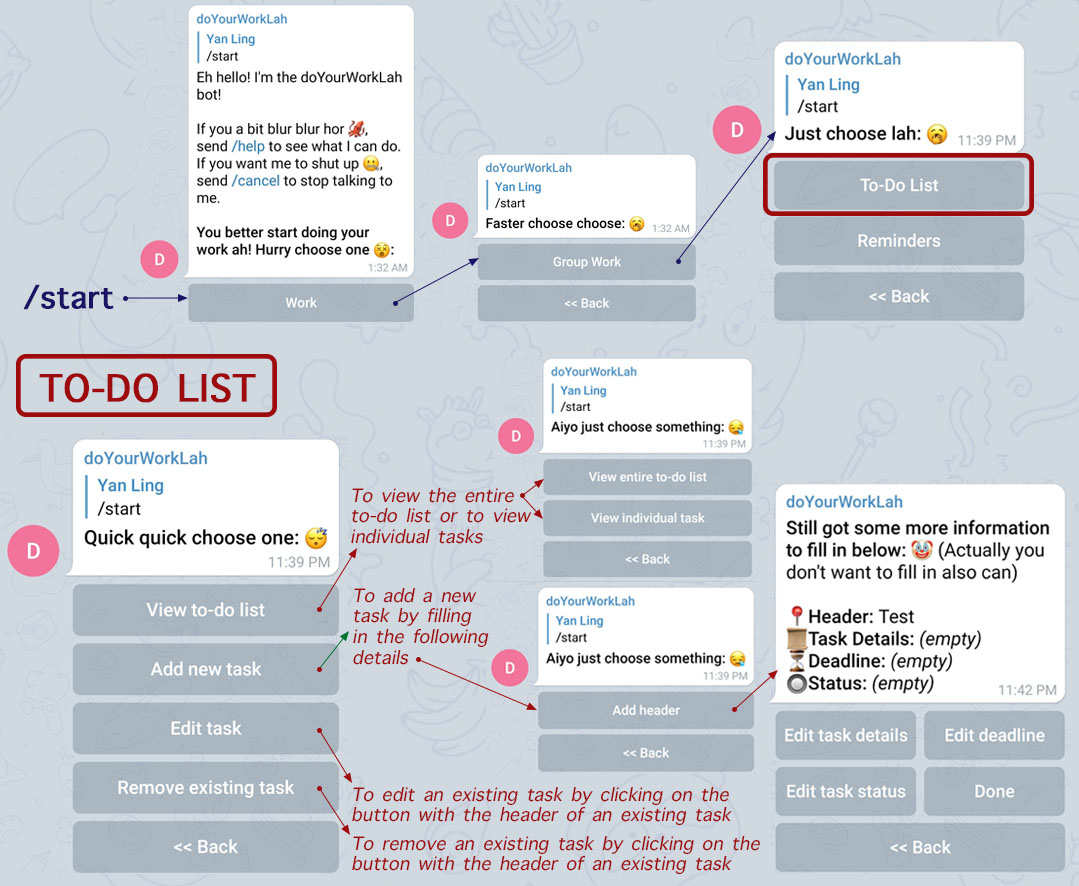 doYourWorkLah
Yan Ling
/start
Eh hello! I'm the doYourWorkLah
bot!
If you a bit blur blur hor 🦑,
send /help to see what I can do.
If you want me to shut up 🤐,
send /cancel to stop talking to
me.
You better start doing your
work ah! Hurry choose one 😵:
1:32 AM
D
/start
Work
doYourWorkLah
Yan Ling
/start
Faster choose choose: 🥱
1:32 AM
D
Group Work
<< Back
doYourWorkLah
Yan Ling
/start
Just choose lah: 🥱
11:39 PM
D
To-Do List
Reminders
<< Back
TO-DO LIST
doYourWorkLah
Yan Ling
/start
Quick quick choose one: 😴
11:39 PM
D
View to-do list
Add new task
Edit task
Remove existing task
<< Back
To view the entire
to-do list or to view
individual tasks
To add a new
task by filling
in the following
details
To edit an existing task by clicking on the
button with the header of an existing task
To remove an existing task by clicking on the
button with the header of an existing task
doYourWorkLah
Yan Ling
/start
Aiyo just choose something: 😪
11:39 PM
D
View entire to-do list
View individual task
<< Back
doYourWorkLah
Yan Ling
/start
Aiyo just choose something: 😪
11:39 PM
D
Add header
<< Back
doYourWorkLah
Still got some more information
to fill in below: 🤡 (Actually you
don't want to fill in also can)
📍Header: Test
📜Task Details: (empty)
⏳Deadline: (empty)
🔘Status: (empty)
11:42 PM
Edit task details
Edit deadline
Edit task status
Done
<< Back